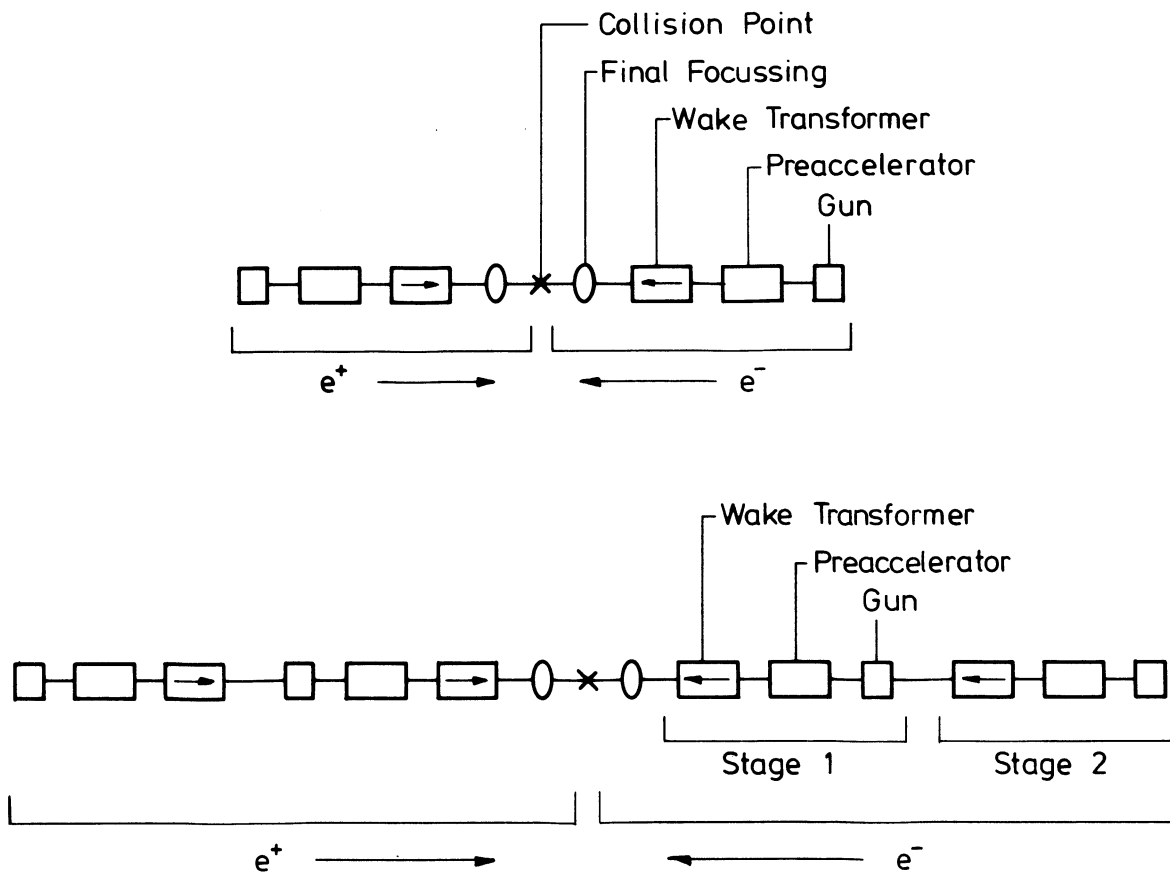 Collision Point
Final Focussing
Wake Transformer
Preaccelerator
Gun
e⁺
e⁻
Wake Transformer
Preaccelerator
Gun
Stage 1
Stage 2
e⁺
e⁻